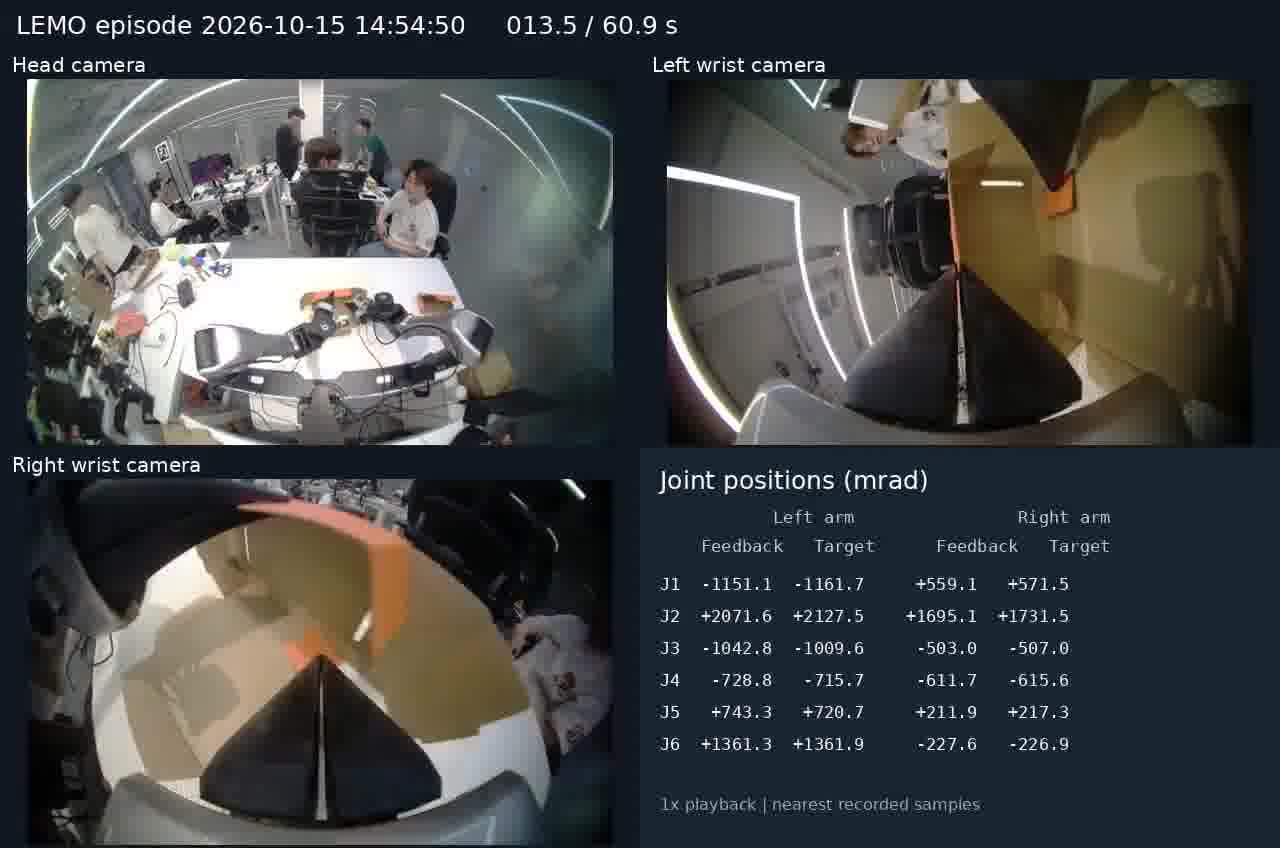 LEMO episode 2026-10-15 14:54:50 013.5 / 60.9 s
Head camera
Left wrist camera
Right wrist camera
Joint positions (mrad)
Left arm Right arm
Feedback Target Feedback Target
J1 -1151.1 -1161.7 +559.1 +571.5
J2 +2071.6 +2127.5 +1695.1 +1731.5
J3 -1042.8 -1009.6 -503.0 -507.0
J4 -728.8 -715.7 -611.7 -615.6
J5 +743.3 +720.7 +211.9 +217.3
J6 +1361.3 +1361.9 -227.6 -226.9
1x playback | nearest recorded samples